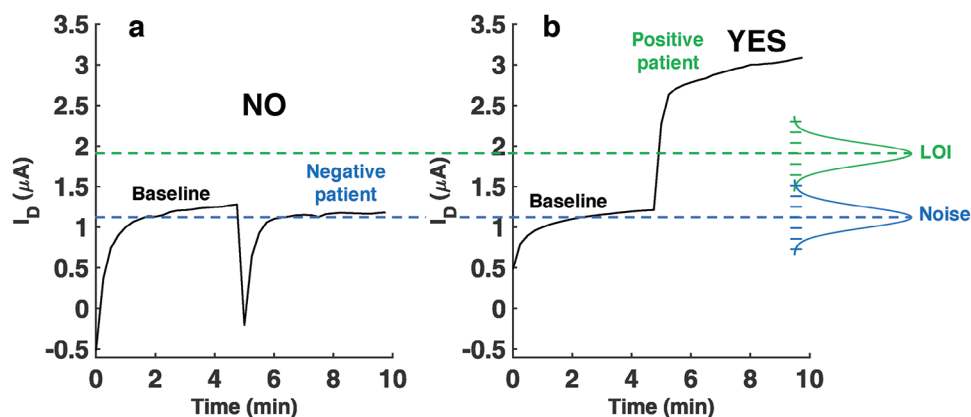 a
NO
3.5
3
2.5
2
1.5
1
0.5
0
-0.5
I_D (μA)
Baseline
Negative
patient
0 2 4 6 8 10
Time (min)
b
Positive
patient
YES
3.5
3
2.5
2
1.5
1
0.5
0
-0.5
I_D (μA)
Baseline
0 2 4 6 8 10
Time (min)
LOI
Noise